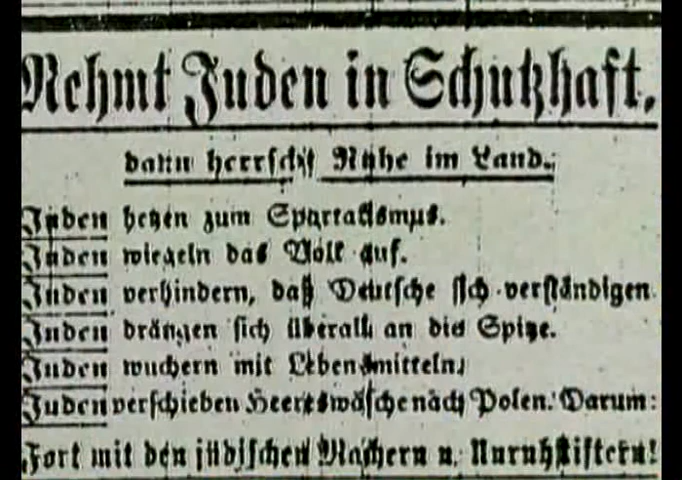 Nehmt Juden in Schutzhaft,
dann herrscht Ruhe im Land.
Juden hetzen zum Spartakismus.
Juden wiegeln das Volk auf.
Juden verhindern, daß Deutsche sich verständigen.
Juden drängen sich überall an die Spitze.
Juden wuchern mit Lebensmitteln.
Juden verschieben Heereswäsche nach Polen. Darum:
Fort mit den jüdischen Machern u. Unruhstiftern!